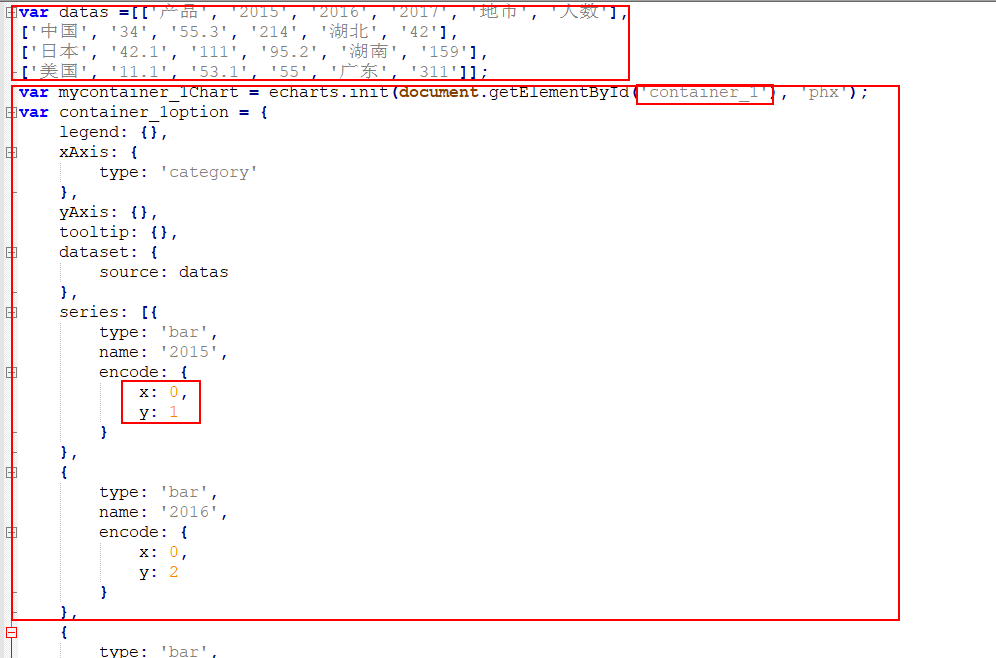 var datas =[['产品', '2015', '2016', '2017', '地市', '人数'],
['中国', '34', '55.3', '214', '湖北', '42'],
['日本', '42.1', '111', '95.2', '湖南', '159'],
['美国', '11.1', '53.1', '55', '广东', '311']];
var mycontainer_1Chart = echarts.init(document.getElementById('container_1'), 'phx');
var container_1option = {
legend: {},
xAxis: {
type: 'category'
},
yAxis: {},
tooltip: {},
dataset: {
source: datas
},
series: [{
type: 'bar',
name: '2015',
encode: {
x: 0,
y: 1
}
},
{
type: 'bar',
name: '2016',
encode: {
x: 0,
y: 2
}
},
{
type: 'bar',